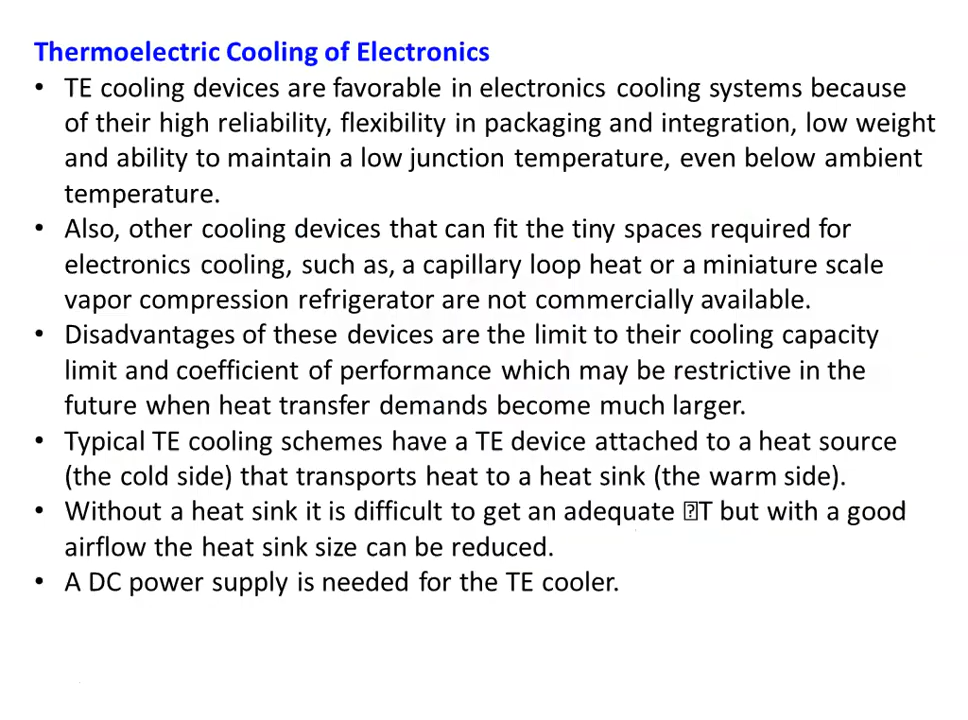 Thermoelectric Cooling of Electronics
• TE cooling devices are favorable in electronics cooling systems because
of their high reliability, flexibility in packaging and integration, low weight
and ability to maintain a low junction temperature, even below ambient
temperature.
• Also, other cooling devices that can fit the tiny spaces required for
electronics cooling, such as, a capillary loop heat or a miniature scale
vapor compression refrigerator are not commercially available.
• Disadvantages of these devices are the limit to their cooling capacity
limit and coefficient of performance which may be restrictive in the
future when heat transfer demands become much larger.
• Typical TE cooling schemes have a TE device attached to a heat source
(the cold side) that transports heat to a heat sink (the warm side).
• Without a heat sink it is difficult to get an adequate ⍰T but with a good
airflow the heat sink size can be reduced.
• A DC power supply is needed for the TE cooler.